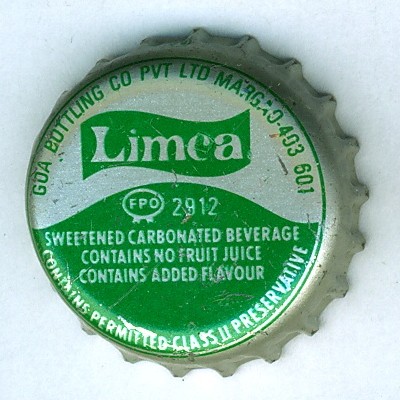 GOA BOTTLING CO PVT LTD MARGAO-403 601
Limca
FPO 2912
SWEETENED CARBONATED BEVERAGE
CONTAINS NO FRUIT JUICE
CONTAINS ADDED FLAVOUR
CONTAINS PERMITTED CLASS II PRESERVATIVE